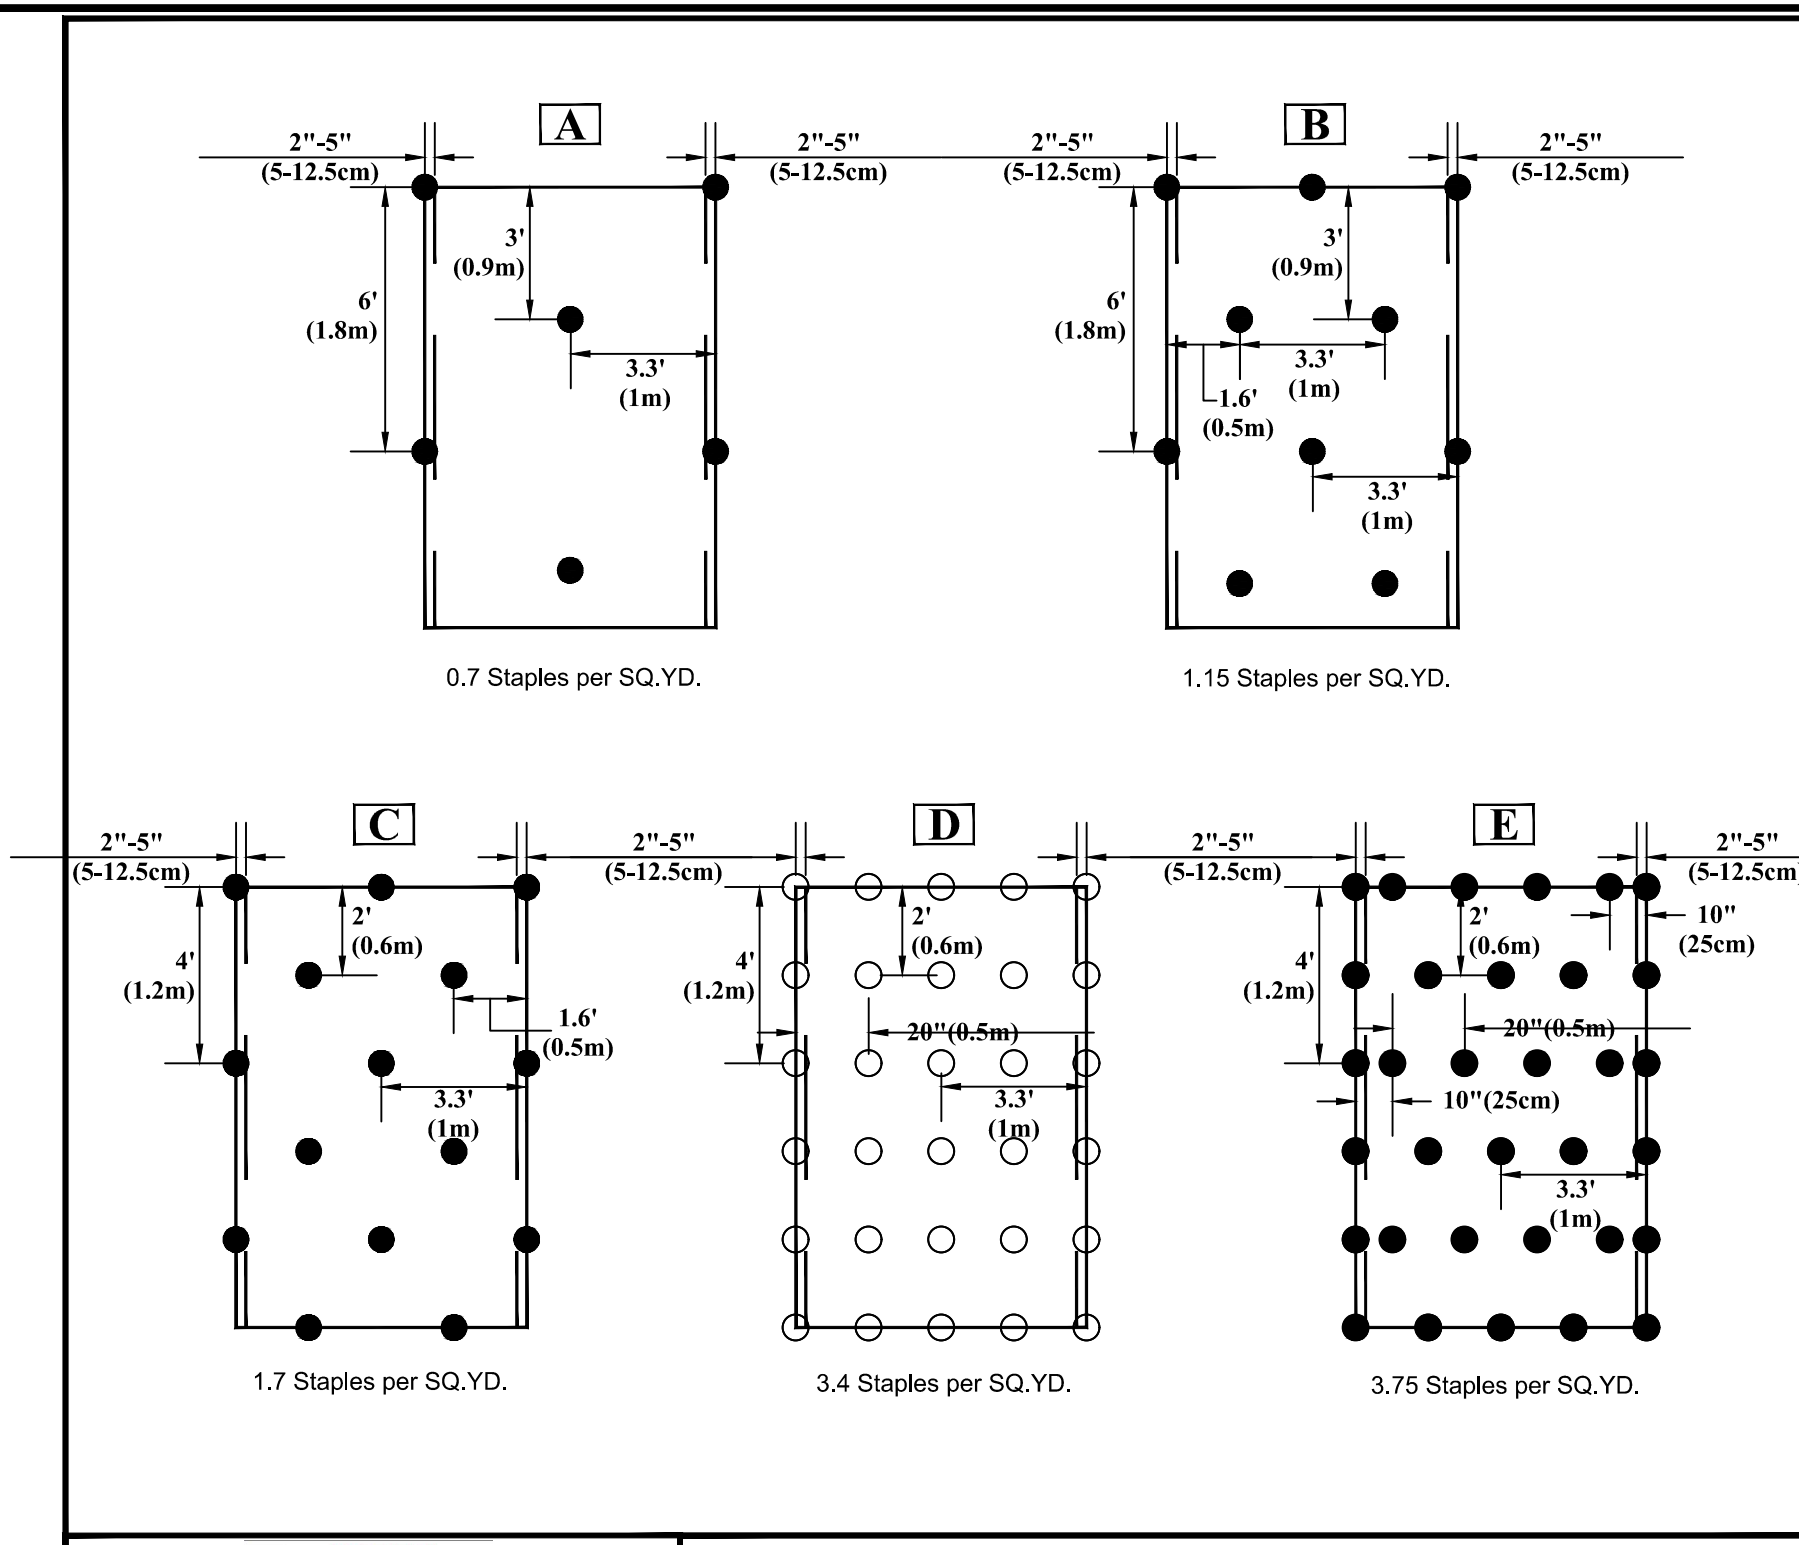 A
2"-5"
(5-12.5cm)
2"-5"
(5-12.5cm)
3'
(0.9m)
6'
(1.8m)
3.3'
(1m)
0.7 Staples per SQ.YD.
B
2"-5"
(5-12.5cm)
2"-5"
(5-12.5cm)
3'
(0.9m)
6'
(1.8m)
3.3'
(1m)
1.6'
(0.5m)
3.3'
(1m)
1.15 Staples per SQ.YD.
C
2"-5"
(5-12.5cm)
2"-5"
(5-12.5cm)
2'
(0.6m)
4'
(1.2m)
1.6'
(0.5m)
3.3'
(1m)
1.7 Staples per SQ.YD.
D
2'
(0.6m)
4'
(1.2m)
20"(0.5m)
3.3'
(1m)
3.4 Staples per SQ.YD.
E
2"-5"
(5-12.5cm)
2"-5"
(5-12.5cm)
2'
(0.6m)
10"
(25cm)
4'
(1.2m)
20"(0.5m)
10"(25cm)
3.3'
(1m)
3.75 Staples per SQ.YD.